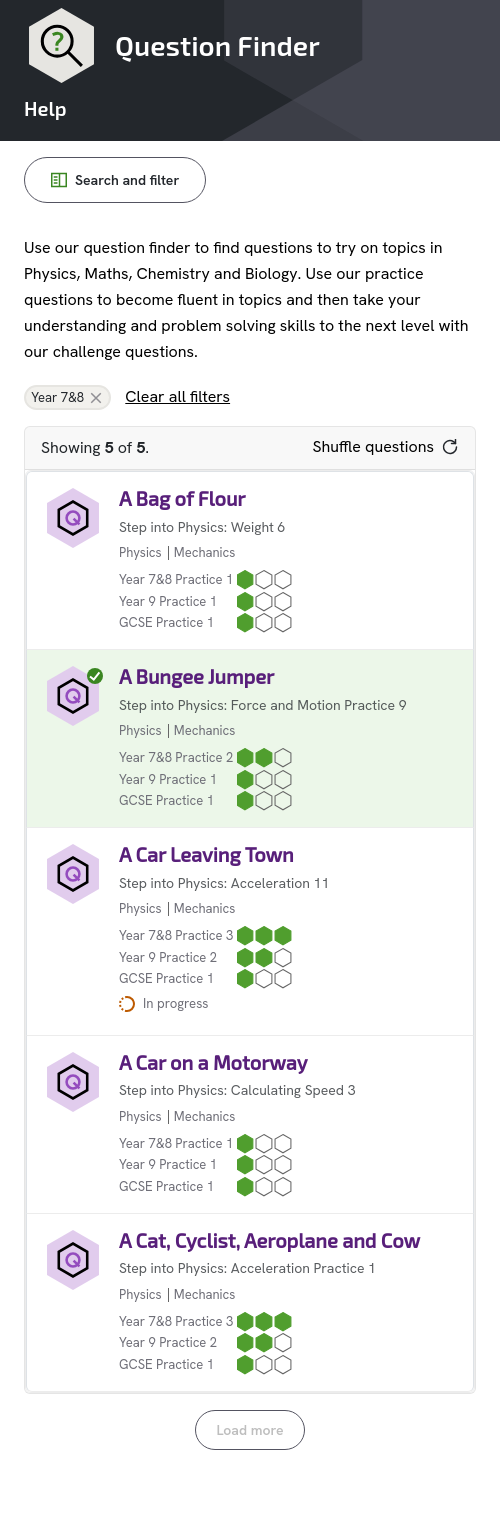 Question Finder
Help
Search and filter
Use our question finder to find questions to try on topics in
Physics, Maths, Chemistry and Biology. Use our practice
questions to become fluent in topics and then take your
understanding and problem solving skills to the next level with
our challenge questions.
Year 7&8
Clear all filters
Showing 5 of 5.
Shuffle questions
A Bag of Flour
Step into Physics: Weight 6
Physics | Mechanics
Year 7&8 Practice 1
Year 9 Practice 1
GCSE Practice 1
A Bungee Jumper
Step into Physics: Force and Motion Practice 9
Physics | Mechanics
Year 7&8 Practice 2
Year 9 Practice 1
GCSE Practice 1
A Car Leaving Town
Step into Physics: Acceleration 11
Physics | Mechanics
Year 7&8 Practice 3
Year 9 Practice 2
GCSE Practice 1
In progress
A Car on a Motorway
Step into Physics: Calculating Speed 3
Physics | Mechanics
Year 7&8 Practice 1
Year 9 Practice 1
GCSE Practice 1
A Cat, Cyclist, Aeroplane and Cow
Step into Physics: Acceleration Practice 1
Physics | Mechanics
Year 7&8 Practice 3
Year 9 Practice 2
GCSE Practice 1
Load more